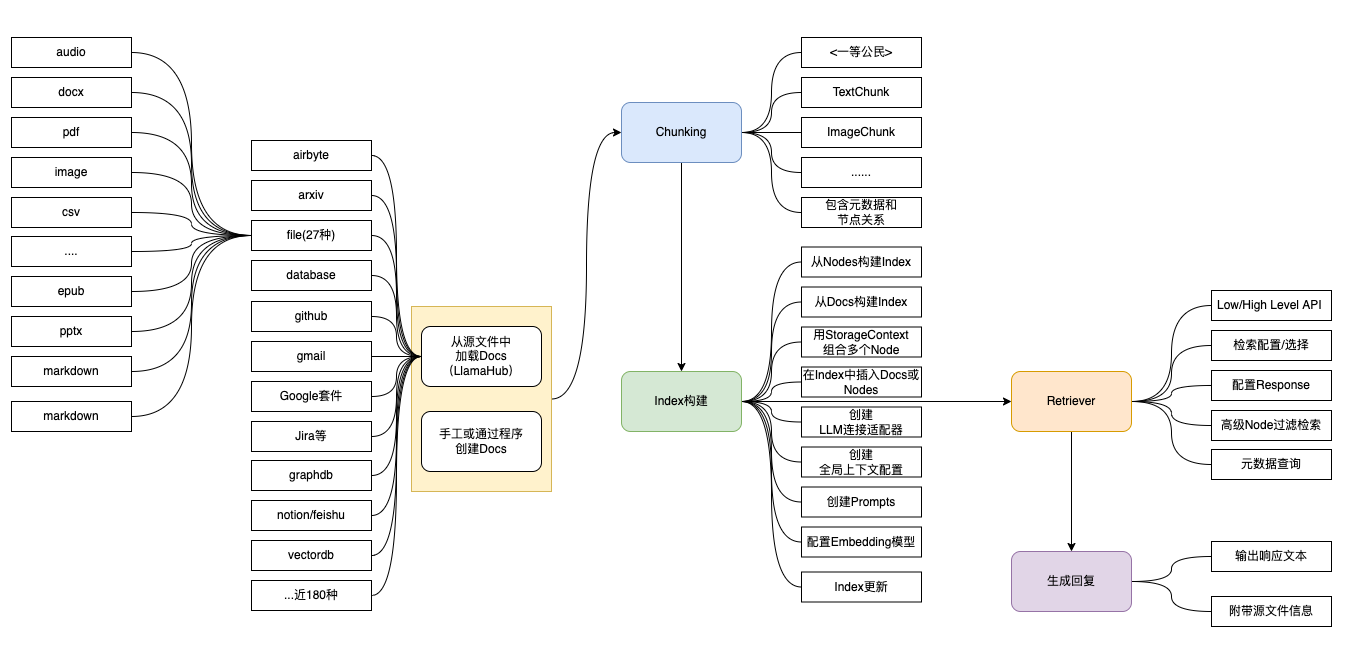 audio
docx
pdf
image
csv
....
epub
pptx
markdown
markdown
airbyte
arxiv
file(27种)
database
github
gmail
Google套件
Jira等
graphdb
notion/feishu
vectordb
...近180种
从源文件中
加载Docs
(LlamaHub)
手工或通过程序
创建Docs
Chunking
<一等公民>
TextChunk
ImageChunk
......
包含元数据和
节点关系
Index构建
从Nodes构建Index
从Docs构建Index
用StorageContext
组合多个Node
在Index中插入Docs或
Nodes
创建
LLM连接适配器
创建
全局上下文配置
创建Prompts
配置Embedding模型
Index更新
Retriever
Low/High Level API
检索配置/选择
配置Response
高级Node过滤检索
元数据查询
生成回复
输出响应文本
附带源文件信息